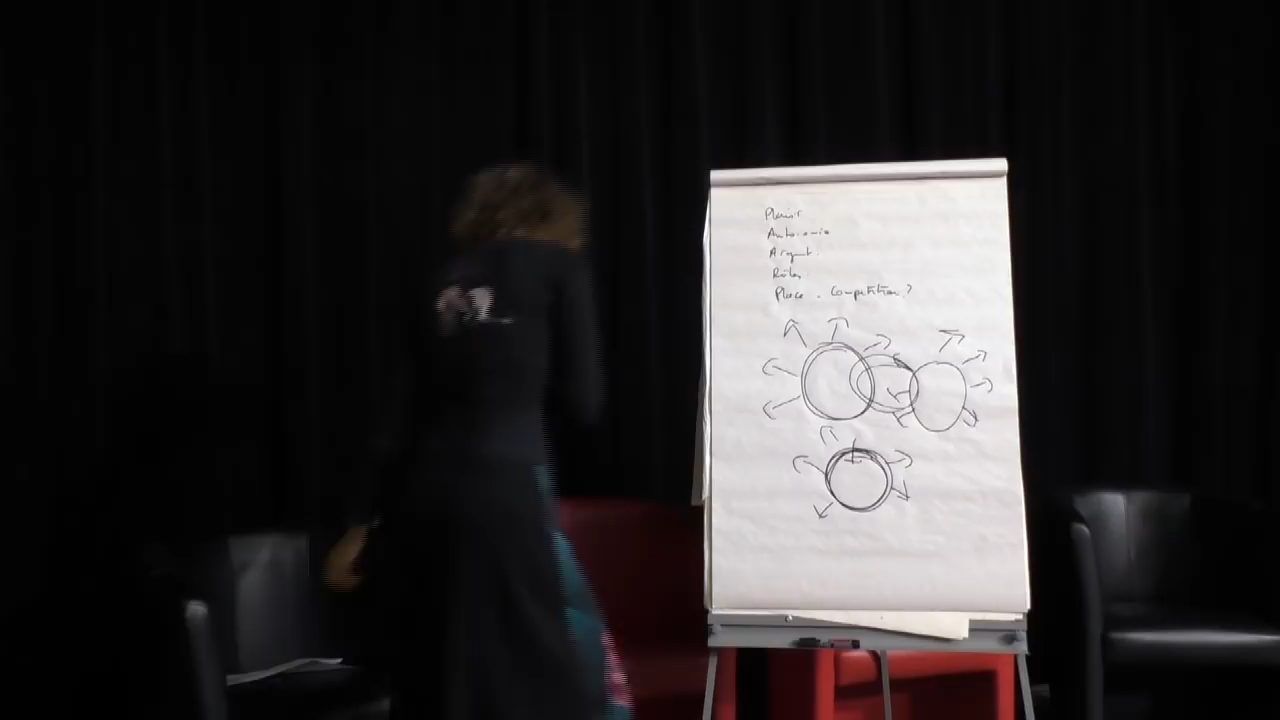 Plaisir
Autonomie
Argent
Rôles
Place . Compétition ?